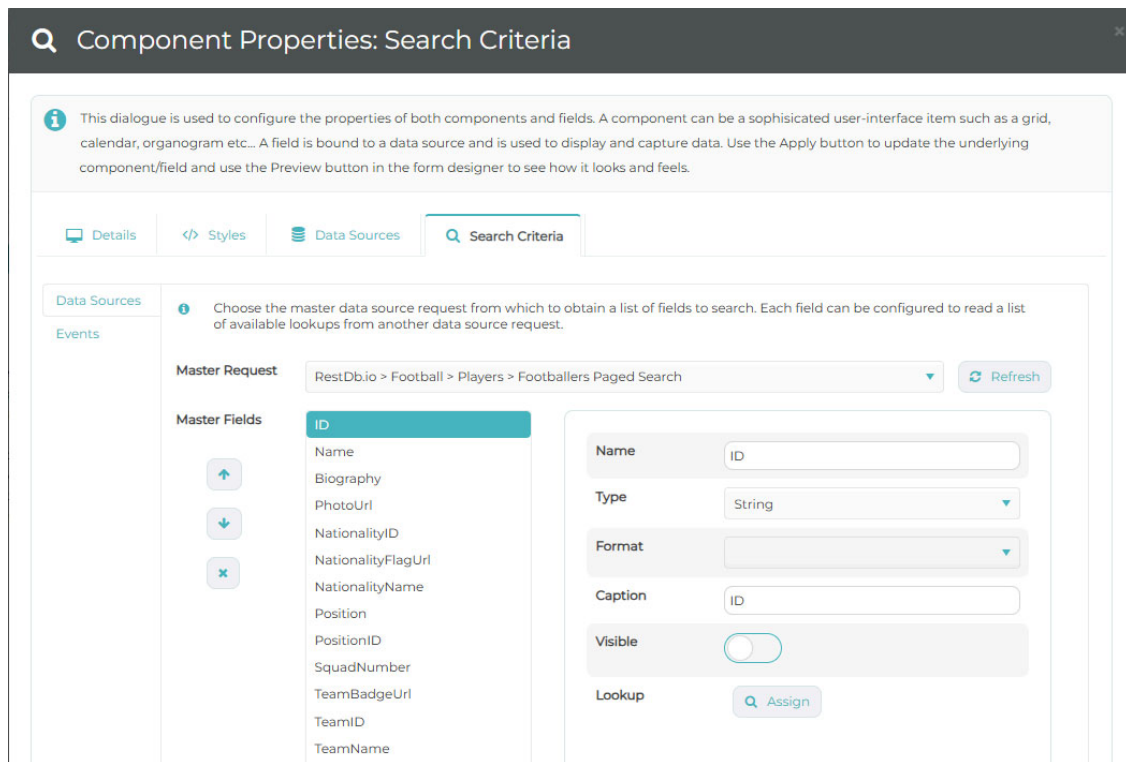 Component Properties: Search Criteria
This dialogue is used to configure the properties of both components and fields. A component can be a sophisicated user-interface item such as a grid,
calendar, organogram etc... A field is bound to a data source and is used to display and capture data. Use the Apply button to update the underlying
component/field and use the Preview button in the form designer to see how it looks and feels.
Details
</> Styles
Data Sources
Search Criteria
Data Sources
Events
Choose the master data source request from which to obtain a list of fields to search. Each field can be configured to read a list
of available lookups from another data source request.
Master Request
RestDb.io > Football > Players > Footballers Paged Search
Refresh
Master Fields
ID
Name
Biography
PhotoUrl
NationalityID
NationalityFlagUrl
NationalityName
Position
PositionID
SquadNumber
TeamBadgeUrl
TeamID
TeamName
Name
ID
Type
String
Format
Caption
ID
Visible
Lookup
Assign